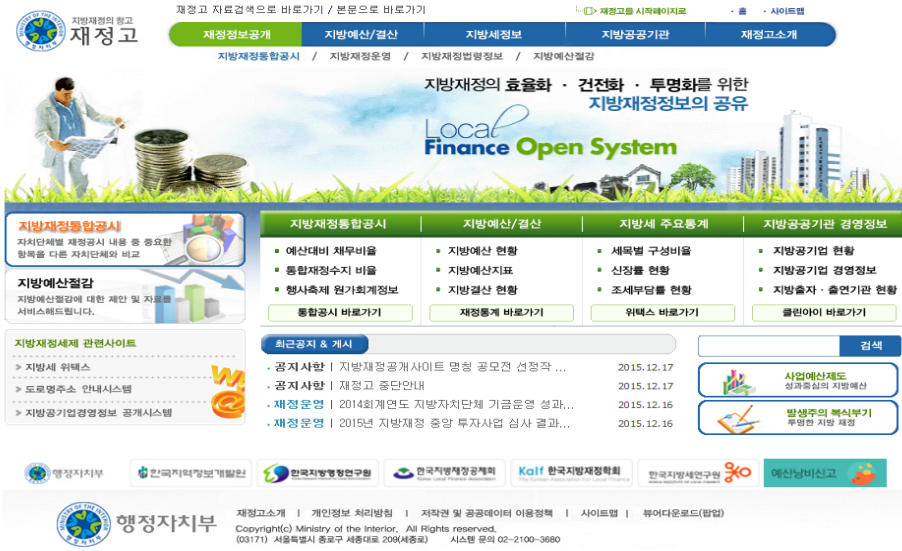 재정고 자료검색으로 바로가기 / 본문으로 바로가기
재정고를 시작페이지로 · 홈 · 사이트맵
MINISTRY OF THE INTERIOR
행정자치부
지방재정의 창고
재정고
재정정보공개 지방예산/결산 지방세정보 지방공공기관 재정고소개
지방재정통합공시 / 지방재정운영 / 지방재정법령정보 / 지방예산절감
지방재정의 효율화 · 건전화 · 투명화를 위한
지방재정정보의 공유
Local
Finance Open System
지방재정통합공시
자치단체별 재정공시 내용 중 중요한
항목을 다른 자치단체와 비교
지방예산절감
지방예산절감에 대한 제안 및 자료를
서비스해드립니다.
지방재정세제 관련사이트
» 지방세 위택스
» 도로명주소 안내시스템
» 지방공기업경영정보 공개시스템
지방재정통합공시
예산대비 채무비율
통합재정수지 비율
행사축제 원가회계정보
통합공시 바로가기
지방예산/결산
지방예산 현황
지방예산지표
지방결산 현황
재정통계 바로가기
지방세 주요통계
세목별 구성비율
신장률 현황
조세부담률 현황
위택스 바로가기
지방공공기관 경영정보
지방공기업 현황
지방공기업 경영정보
지방출자 · 출연기관 현황
클린아이 바로가기
최근공지 & 게시
· 공지사항 | 지방재정공개사이트 명칭 공모전 선정작 ... 2015.12.17
· 공지사항 | 재정고 중단안내 2015.12.17
· 재정운영 | 2014회계연도 지방자치단체 기금운영 성과... 2015.12.16
· 재정운영 | 2015년 지방재정 중앙 투자사업 심사 결과... 2015.12.16
검색
사업예산제도
성과중심의 지방예산
발생주의 복식부기
투명한 지방 재정
행정자치부
한국지역정보개발원
한국지방행정연구원
한국지방재정공제회
Korea Local Finance Association
Kalf 한국지방재정학회
The Korean Association For Local Finance
한국지방세연구원
예산낭비신고
MINISTRY OF THE INTERIOR
행정자치부
행정자치부
재정고소개 | 개인정보 처리방침 | 저작권 및 공공데이터 이용정책 | 사이트맵 | 뷰어다운로드(팝업)
Copyright(c) Ministry of the Interior, All Rights reserved.
(03171) 서울특별시 종로구 세종대로 209(세종로) 시스템 문의 02-2100-3680